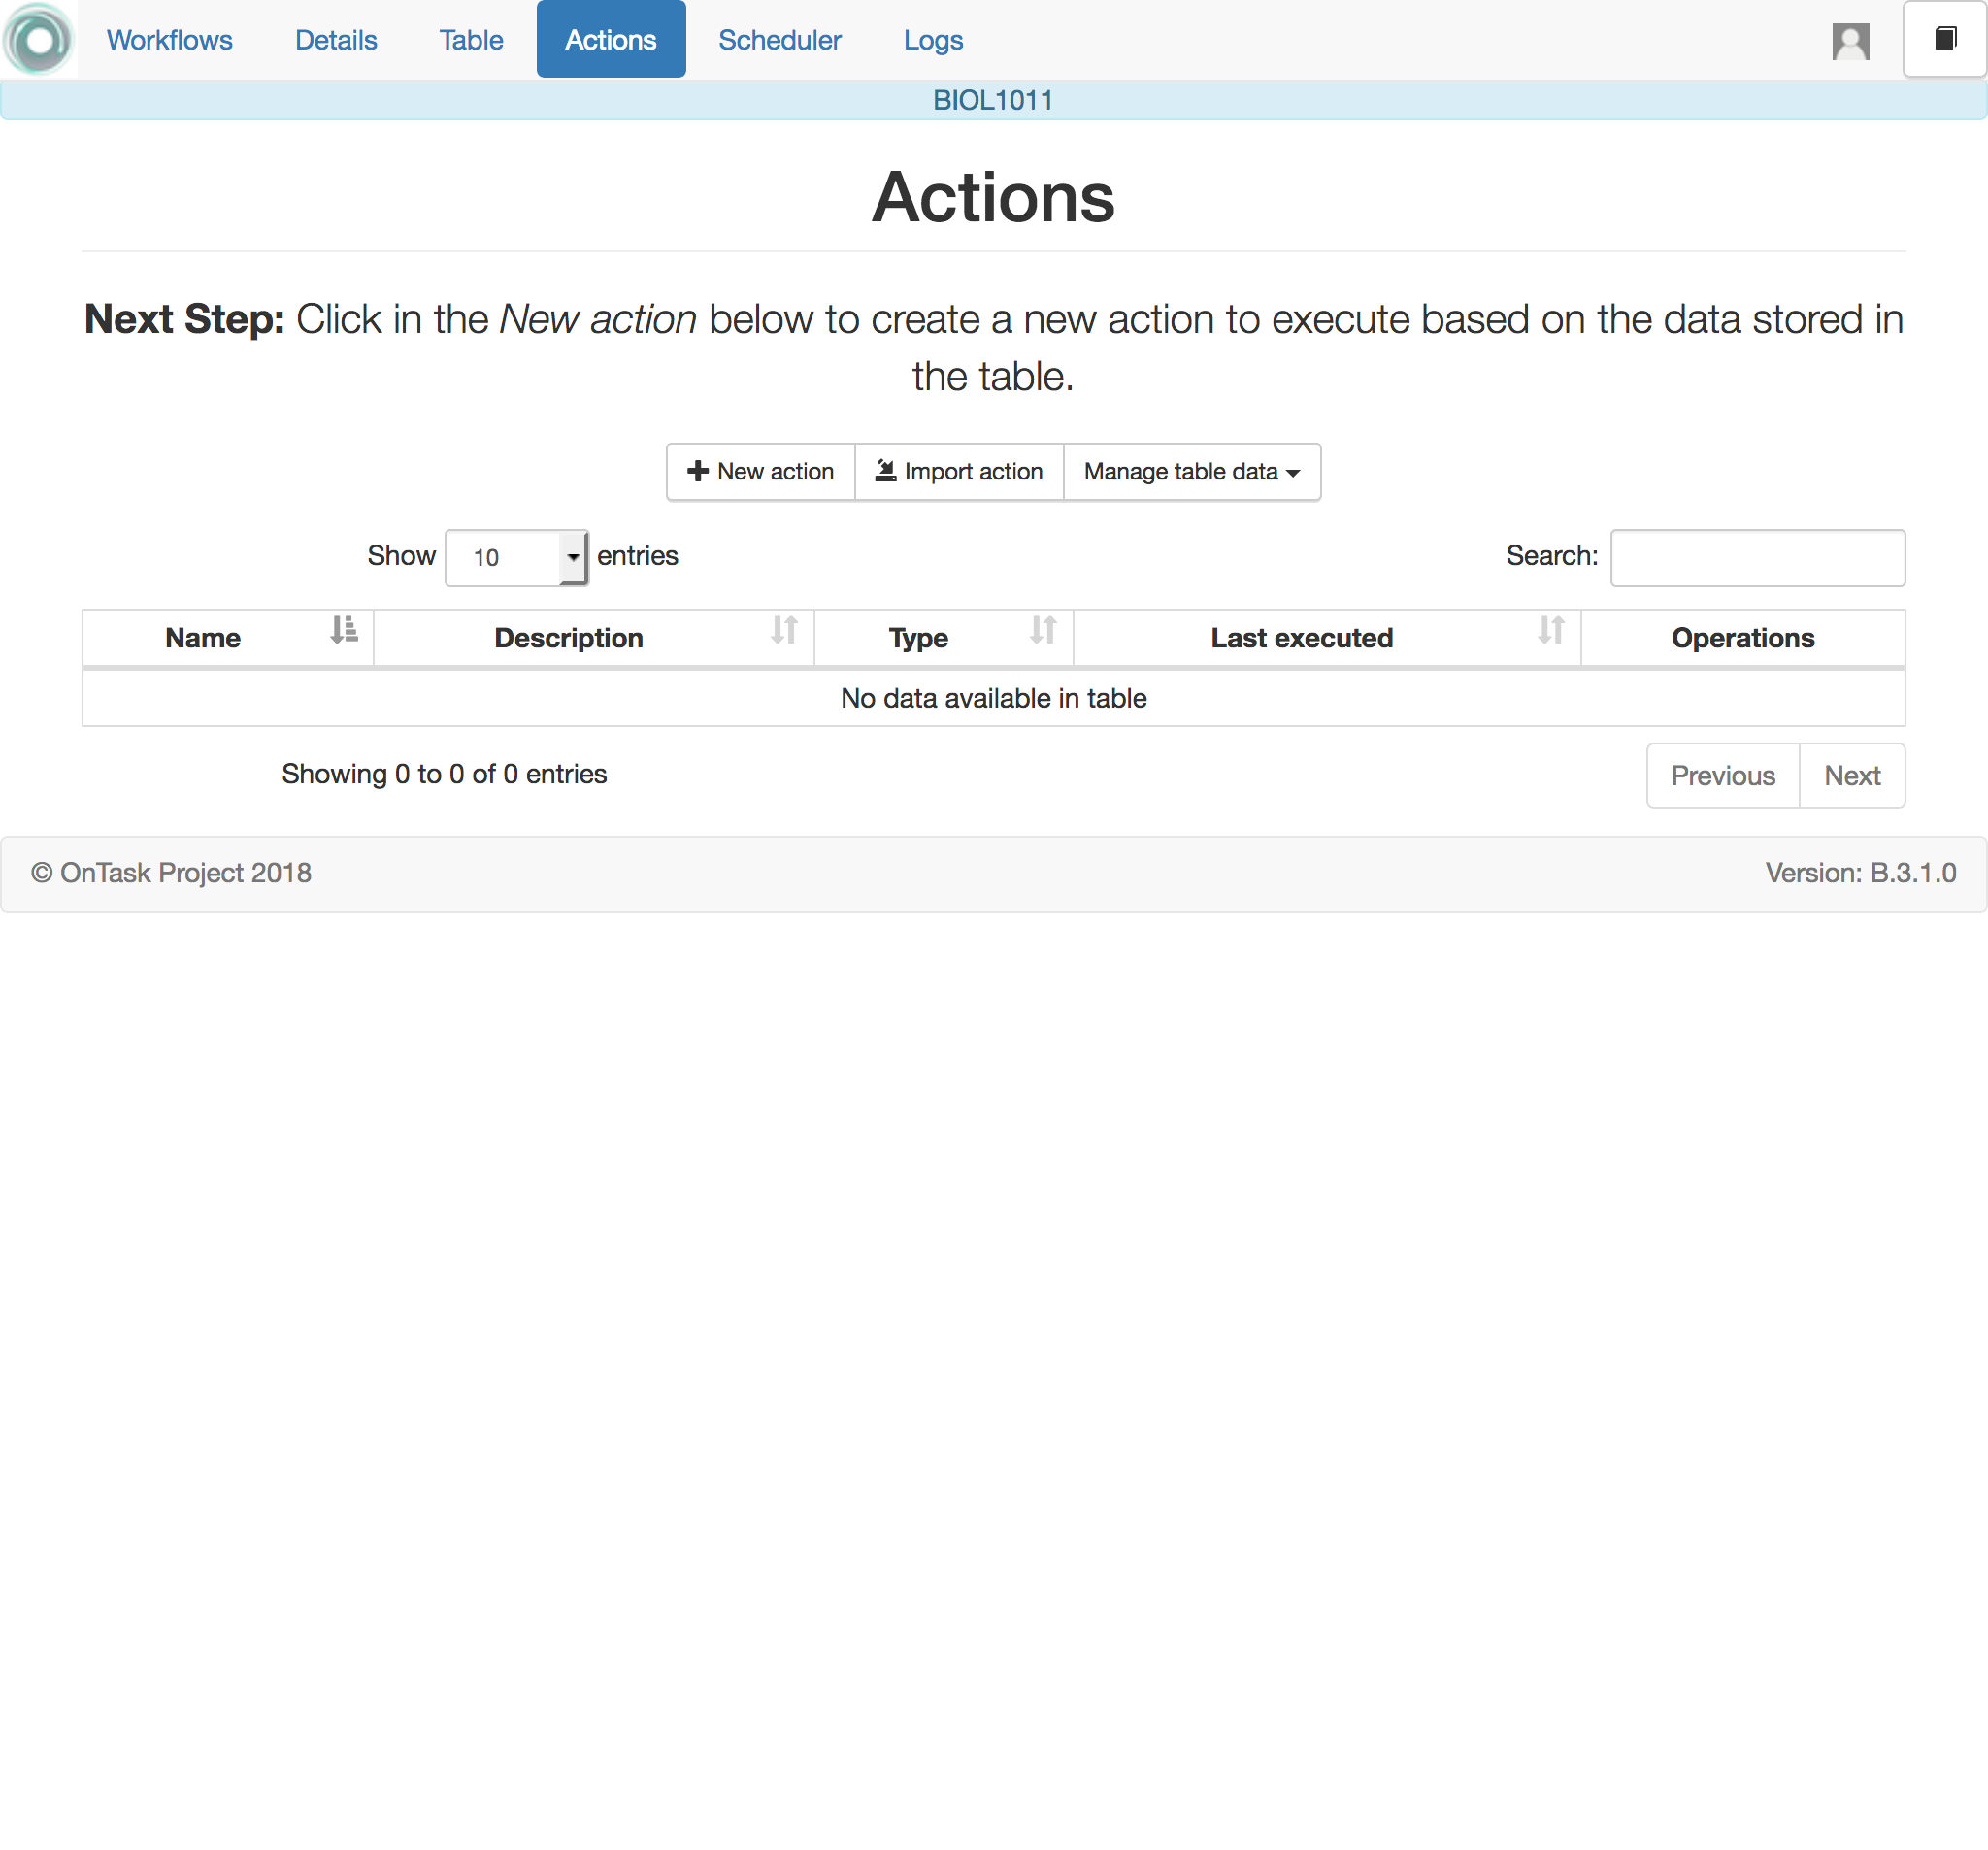 Workflows Details Table Actions Scheduler Logs
BIOL1011
Actions
Next Step: Click in the New action below to create a new action to execute based on the data stored in
the table.
New action Import action Manage table data
Show 10 entries Search:
Name Description Type Last executed Operations
No data available in table
Showing 0 to 0 of 0 entries Previous Next
© OnTask Project 2018 Version: B.3.1.0